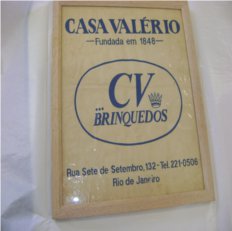 CASA VALÉRIO
—Fundada em 1848—
CV
... BRINQUEDOS
Rua Sete de Setembro, 132-Tel. 221-0506
Rio de Janeiro